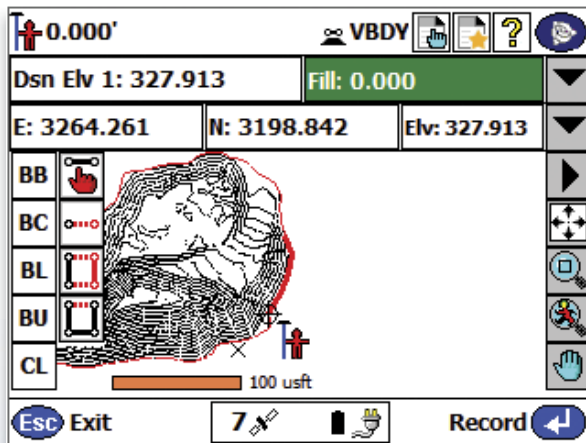 0.000' VBDY ?
Dsn Elv 1: 327.913 Fill: 0.000
E: 3264.261 N: 3198.842 Elv: 327.913
BB
BC
BL
BU
CL
100 usft
Esc Exit 7 Record